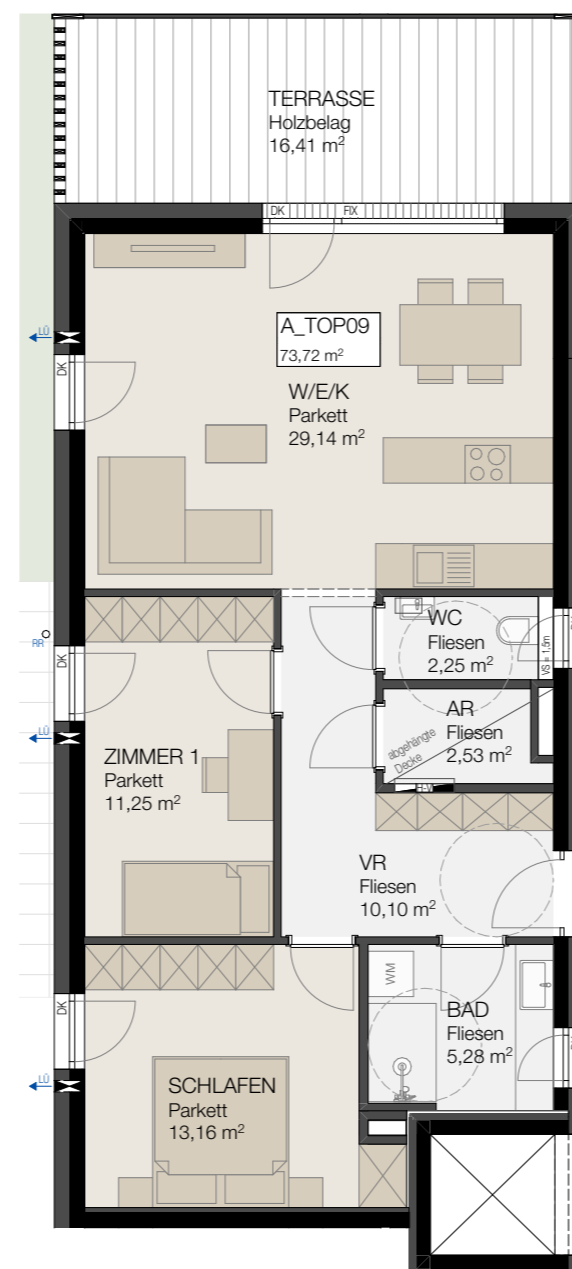 TERRASSE
Holzbelag
16,41 m²
DK
FIX
A_TOP09
73,72 m²
LÜ
DK
W/E/K
Parkett
29,14 m²
WC
Fliesen
2,25 m²
VS = 1,5m
RR
DK
AR
Fliesen
2,53 m²
abgehängte
Decke
LÜ
ZIMMER 1
Parkett
11,25 m²
E-V
VR
Fliesen
10,10 m²
WM
DK
BAD
Fliesen
5,28 m²
LÜ
SCHLAFEN
Parkett
13,16 m²